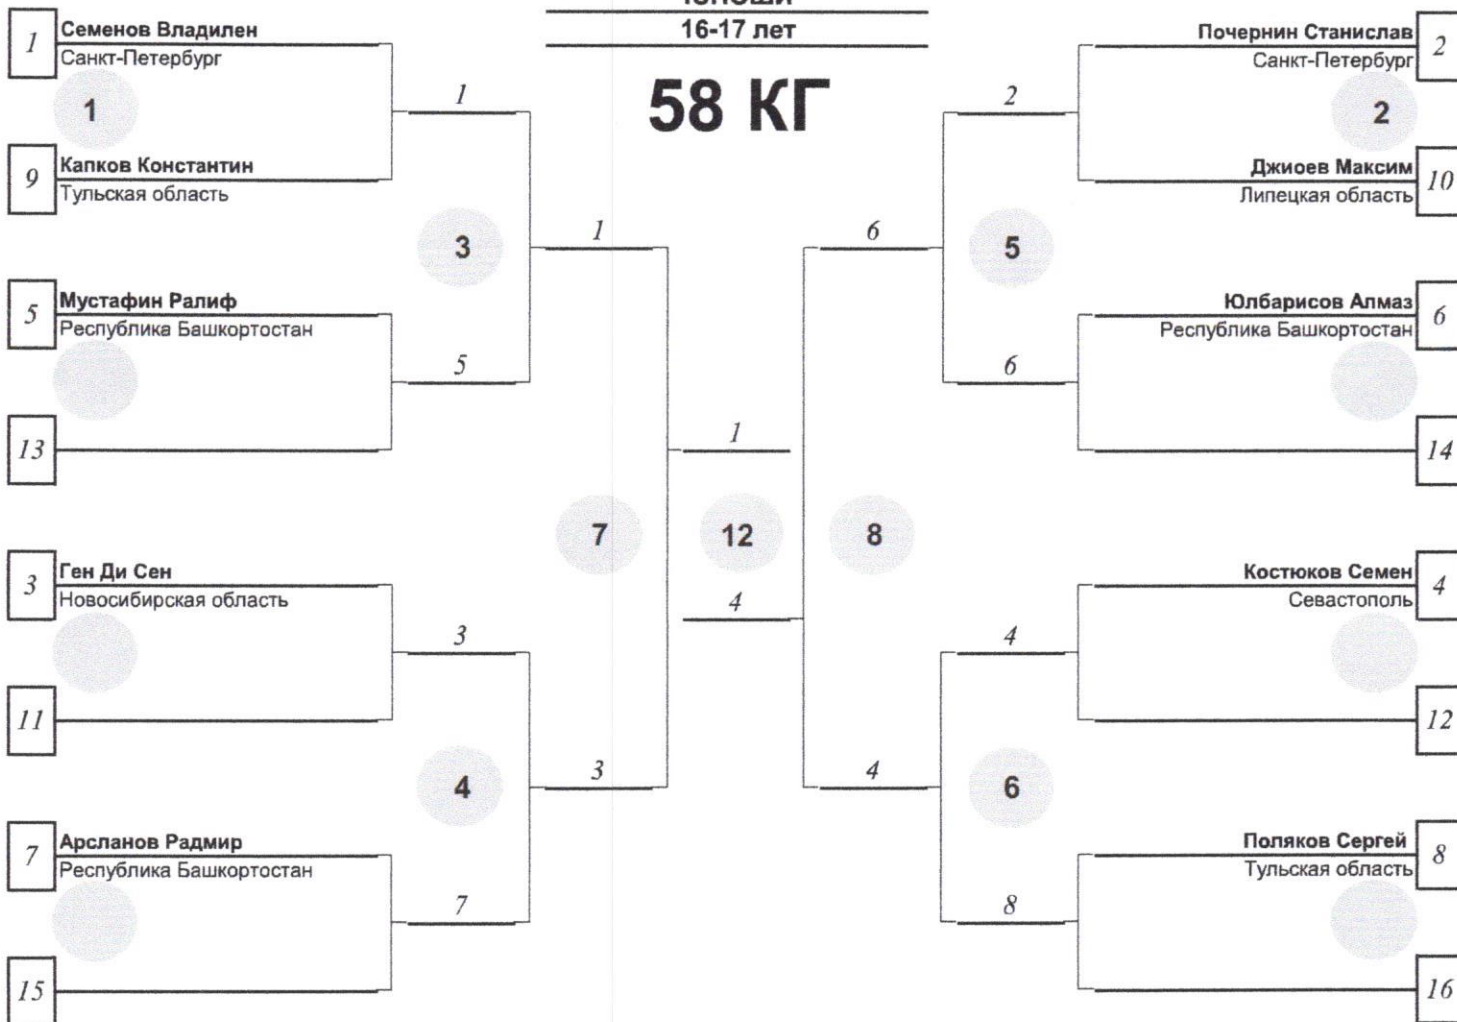 ЮНОШИ
16-17 лет
58 КГ
1
Семенов Владилен
Санкт-Петербург
1
9
Капков Константин
Тульская область
1
3
5
Мустафин Ралиф
Республика Башкортостан
13
5
1
3
Ген Ди Сен
Новосибирская область
11
3
4
7
Арсланов Радмир
Республика Башкортостан
15
7
3
7
1
12
4
8
Почернин Станислав
2
Санкт-Петербург
2
Джиоев Максим
10
Липецкая область
2
6
5
Юлбарисов Алмаз
6
Республика Башкортостан
14
6
Костюков Семен
4
Севастополь
12
4
4
6
Поляков Сергей
8
Тульская область
16
8